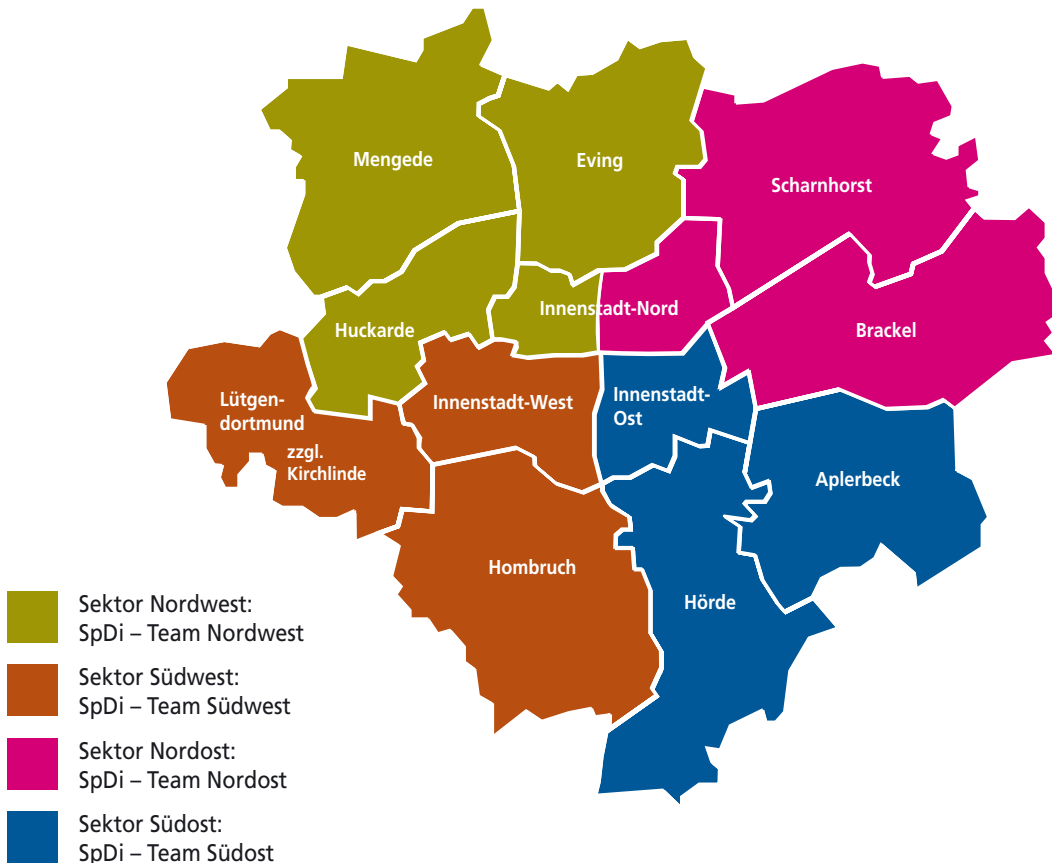 Mengede
Eving
Scharnhorst
Innenstadt-Nord
Huckarde
Brackel
Lütgen-
dortmund
zzgl.
Kirchlinde
Innenstadt-West
Innenstadt-
Ost
Aplerbeck
Hombruch
Hörde
Sektor Nordwest:
SpDi – Team Nordwest
Sektor Südwest:
SpDi – Team Südwest
Sektor Nordost:
SpDi – Team Nordost
Sektor Südost:
SpDi – Team Südost